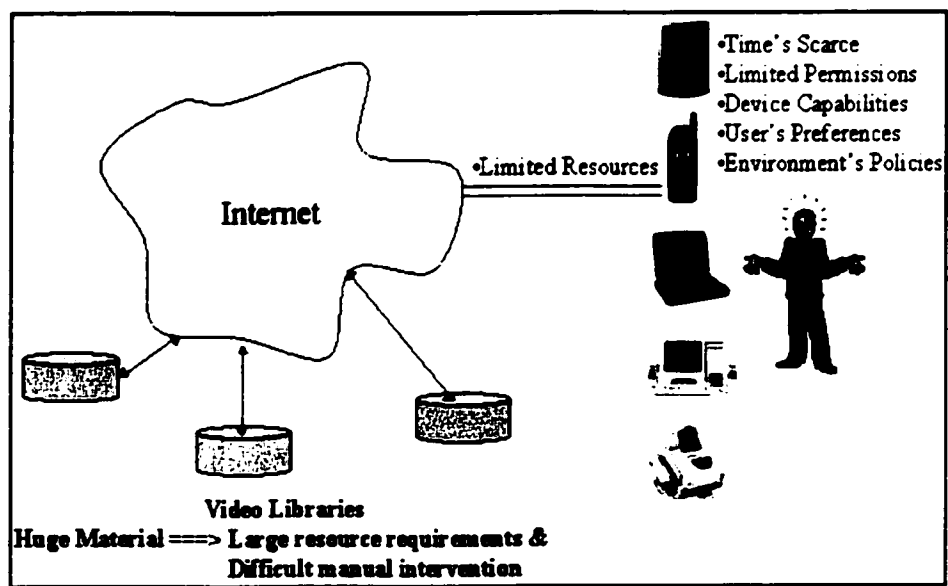 •Time's Scarce
•Limited Permissions
•Device Capabilities
•User's Preferences
•Environment's Policies
•Limited Resources
Internet
Video Libraries
Huge Material ===> Large resource requirements &
Difficult manual intervention